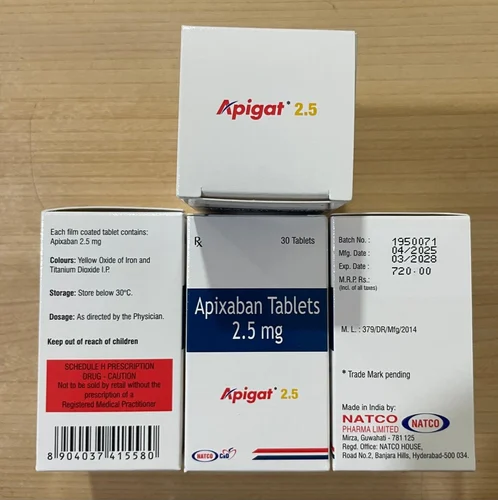 Apigat* 2.5
Each film coated tablet contains:
Apixaban 2.5 mg
Colours: Yellow Oxide of Iron and
Titanium Dioxide I.P.
Storage: Store below 30°C.
Dosage: As directed by the Physician.
Keep out of reach of children
SCHEDULE H PRESCRIPTION
DRUG - CAUTION
Not to be sold by retail without the
prescription of a
Registered Medical Practitioner
8 904037 415580
℞ 30 Tablets
Apixaban Tablets
2.5 mg
Apigat* 2.5
NATCO C&D
Batch No. : 1950071
Mfg. Date : 04/2025
Exp. Date : 03/2028
M.R.P. Rs.: 720.00
(Incl. of all taxes)
M. L. : 379/DR/Mfg/2014
* Trade Mark pending
Made in India by:
NATCO NATCO
PHARMA LIMITED
Mirza, Guwahati - 781 125
Regd. Office: NATCO HOUSE,
Road No.2, Banjara Hills, Hyderabad-500 034.